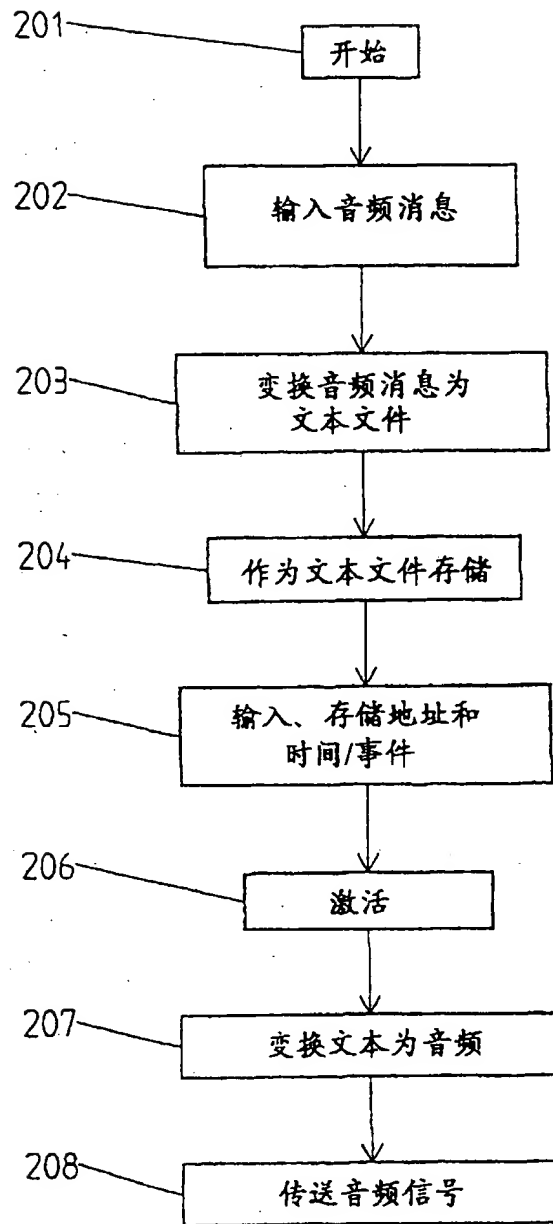 201
开始
202
输入音频消息
203
变换音频消息为
文本文件
204
作为文本文件存储
205
输入、存储地址和
时间/事件
206
激活
207
变换文本为音频
208
传送音频信号